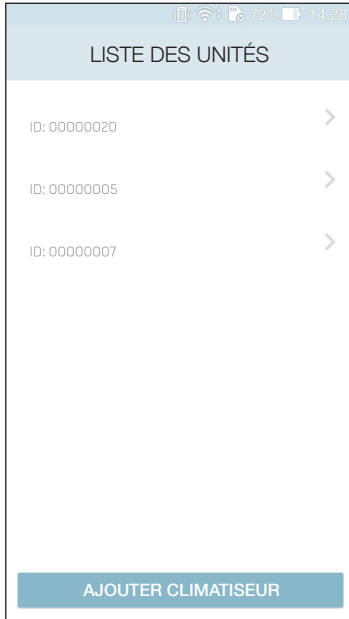 72% 14:28
LISTE DES UNITÉS
ID: 00000020
ID: 00000005
ID: 00000007
AJOUTER CLIMATISEUR